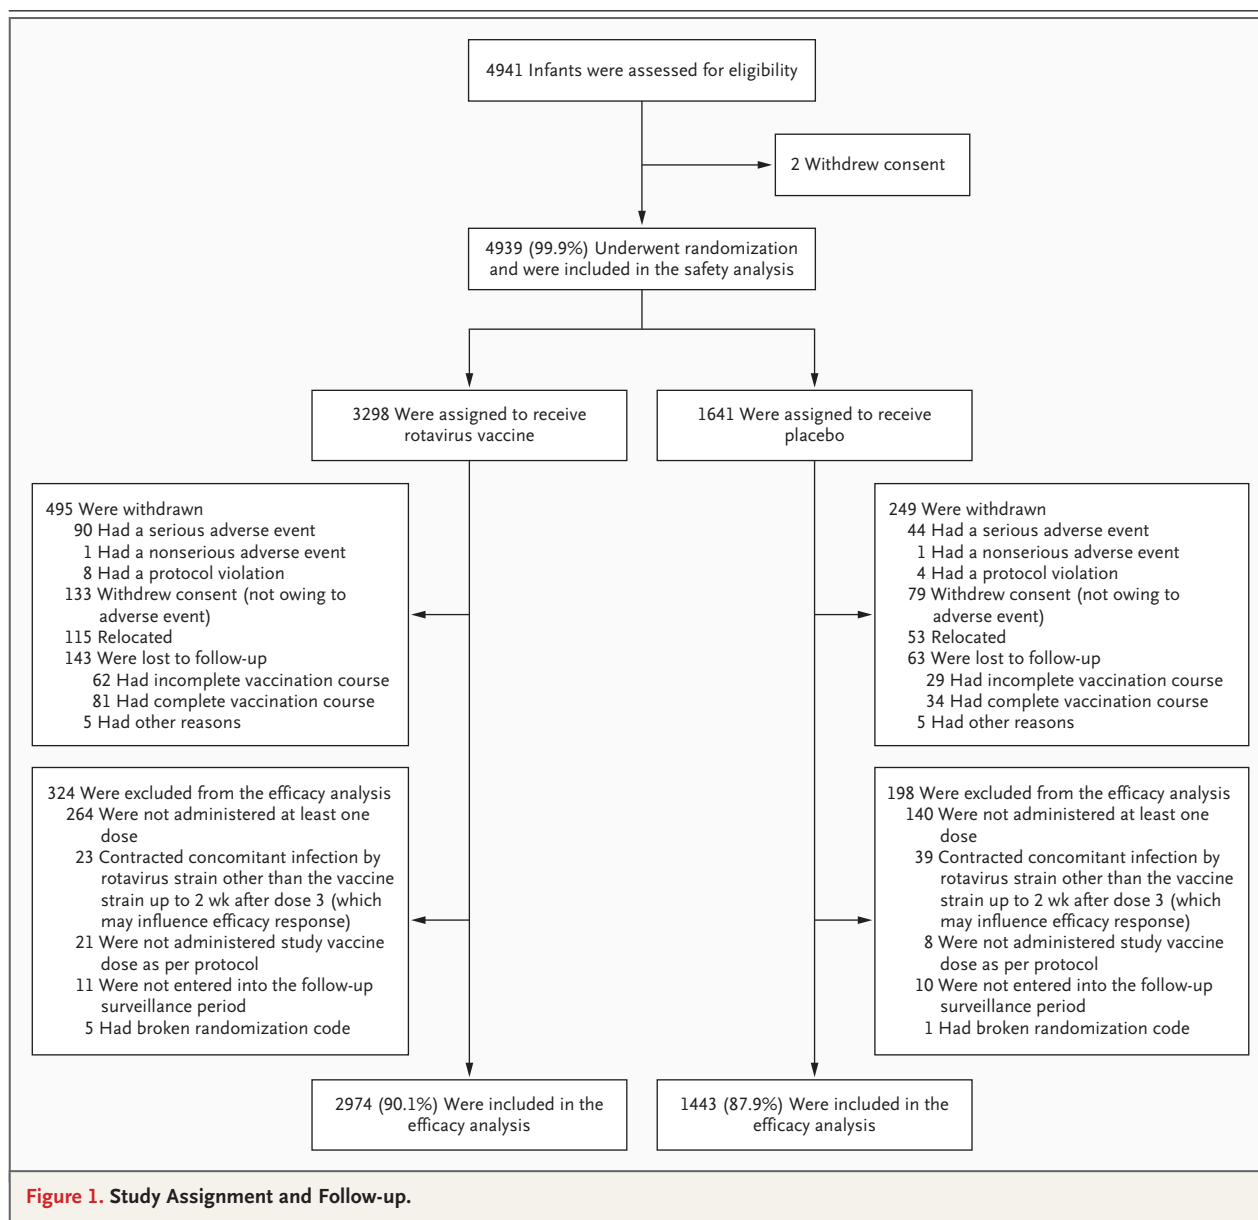 4941 Infants were assessed for eligibility
2 Withdrew consent
4939 (99.9%) Underwent randomization
and were included in the safety analysis
3298 Were assigned to receive
rotavirus vaccine
1641 Were assigned to receive
placebo
495 Were withdrawn
90 Had a serious adverse event
1 Had a nonserious adverse event
8 Had a protocol violation
133 Withdrew consent (not owing to
adverse event)
115 Relocated
143 Were lost to follow-up
62 Had incomplete vaccination course
81 Had complete vaccination course
5 Had other reasons
249 Were withdrawn
44 Had a serious adverse event
1 Had a nonserious adverse event
4 Had a protocol violation
79 Withdrew consent (not owing to
adverse event)
53 Relocated
63 Were lost to follow-up
29 Had incomplete vaccination course
34 Had complete vaccination course
5 Had other reasons
324 Were excluded from the efficacy analysis
264 Were not administered at least one
dose
23 Contracted concomitant infection by
rotavirus strain other than the vaccine
strain up to 2 wk after dose 3 (which
may influence efficacy response)
21 Were not administered study vaccine
dose as per protocol
11 Were not entered into the follow-up
surveillance period
5 Had broken randomization code
198 Were excluded from the efficacy analysis
140 Were not administered at least one
dose
39 Contracted concomitant infection by
rotavirus strain other than the vaccine
strain up to 2 wk after dose 3 (which
may influence efficacy response)
8 Were not administered study vaccine
dose as per protocol
10 Were not entered into the follow-up
surveillance period
1 Had broken randomization code
2974 (90.1%) Were included in the
efficacy analysis
1443 (87.9%) Were included in the
efficacy analysis
Figure 1. Study Assignment and Follow-up.